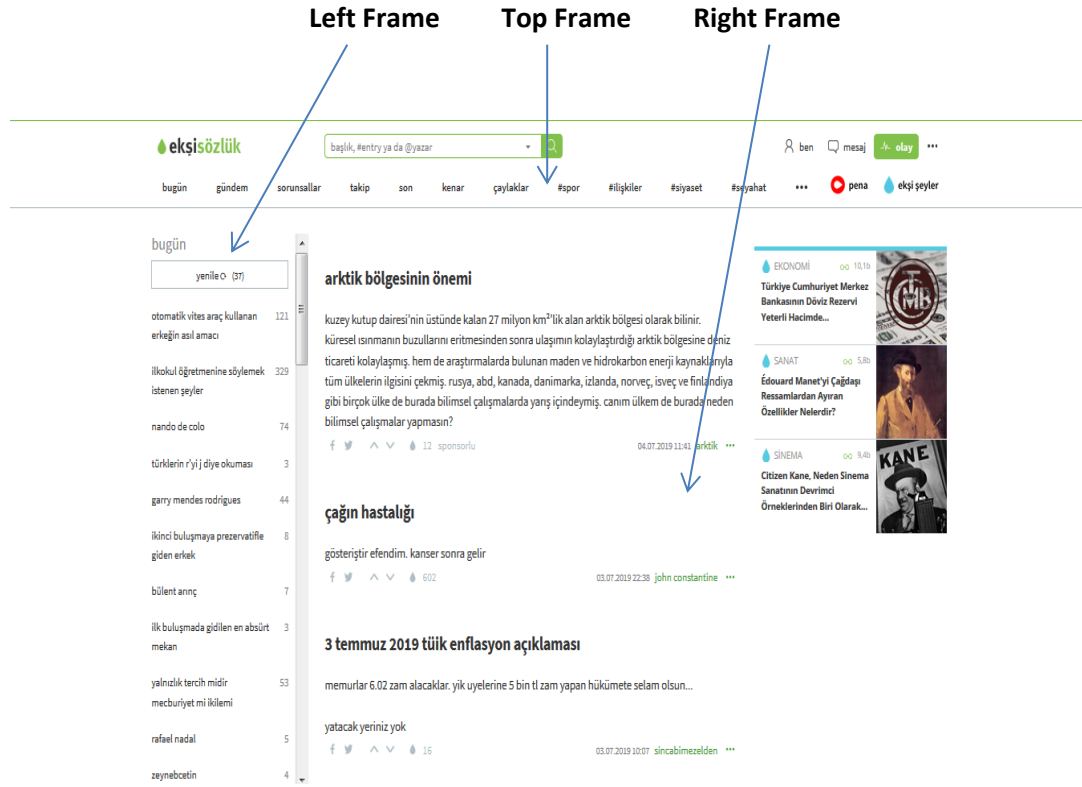 Left Frame Top Frame Right Frame
ekşisözlük
başlık, #entry ya da @yazar
ben mesaj olay •••
bugün gündem sorunsallar takip son kenar çaylaklar #spor #ilişkiler #siyaset #seyahat ••• pena ekşi şeyler
bugün
yenile (37)
otomatik vites araç kullanan 121
erkeğin asıl amacı
ilkokul öğretmenine söylemek 329
istenen şeyler
nando de colo 74
türklerin r'yi j diye okuması 3
garry mendes rodrigues 44
ikinci buluşmaya prezervatifle 8
giden erkek
bülent arınç 7
ilk buluşmada gidilen en absürt 3
mekan
yalnızlık tercih midir 53
mecburiyet mi ikilemi
rafael nadal 5
zeynebcetin 4
arktik bölgesinin önemi
kuzey kutup dairesi'nin üstünde kalan 27 milyon km²'lik alan arktik bölgesi olarak bilinir.
küresel ısınmanın buzullarını eritmesinden sonra ulaşımın kolaylaştırdığı arktik bölgesine deniz
ticareti kolaylaşmış. hem de araştırmalarda bulunan maden ve hidrokarbon enerji kaynaklarıyla
tüm ülkelerin ilgisini çekmiş. rusya, abd, kanada, danimarka, izlanda, norveç, isveç ve finlandiya
gibi birçok ülke de burada bilimsel çalışmalarda yarış içindeymiş. canım ülkem de burada neden
bilimsel çalışmalar yapmasın?
12 sponsorlu 04.07.2019 11:41 arktik •••
çağın hastalığı
gösteriştir efendim. kanser sonra gelir
602 03.07.2019 22:38 john constantine •••
3 temmuz 2019 tüik enflasyon açıklaması
memurlar 6.02 zam alacaklar. yik uyelerine 5 bin tl zam yapan hükümete selam olsun...
yatacak yeriniz yok
16 03.07.2019 10:07 sincabimezelden •••
EKONOMİ 10,1b
Türkiye Cumhuriyet Merkez
Bankasının Döviz Rezervi
Yeterli Hacimde...
SANAT 5,8b
Édouard Manet'yi Çağdaşı
Ressamlardan Ayıran
Özellikler Nelerdir?
SİNEMA 9,4b
Citizen Kane, Neden Sinema
Sanatının Devrimci
Örneklerinden Biri Olarak...
KANE